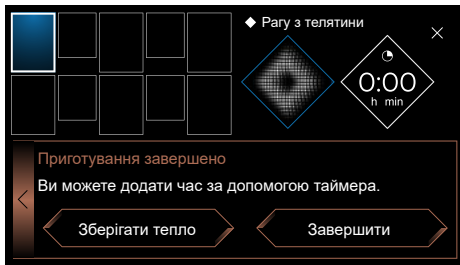 Рагу з телятини
0:00
h min
Приготування завершено
Ви можете додати час за допомогою таймера.
Зберігати тепло
Завершити